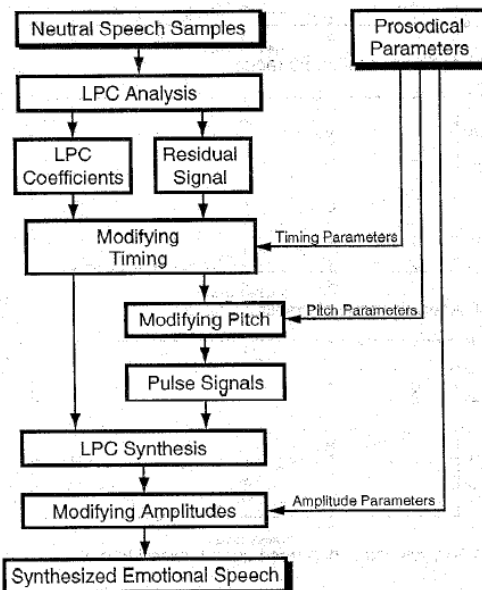 Neutral Speech Samples
Prosodical
Parameters
LPC Analysis
LPC
Coefficients
Residual
Signal
Modifying
Timing
Timing Parameters
Modifying Pitch
Pitch Parameters
Pulse Signals
LPC Synthesis
Modifying Amplitudes
Amplitude Parameters
Synthesized Emotional Speech